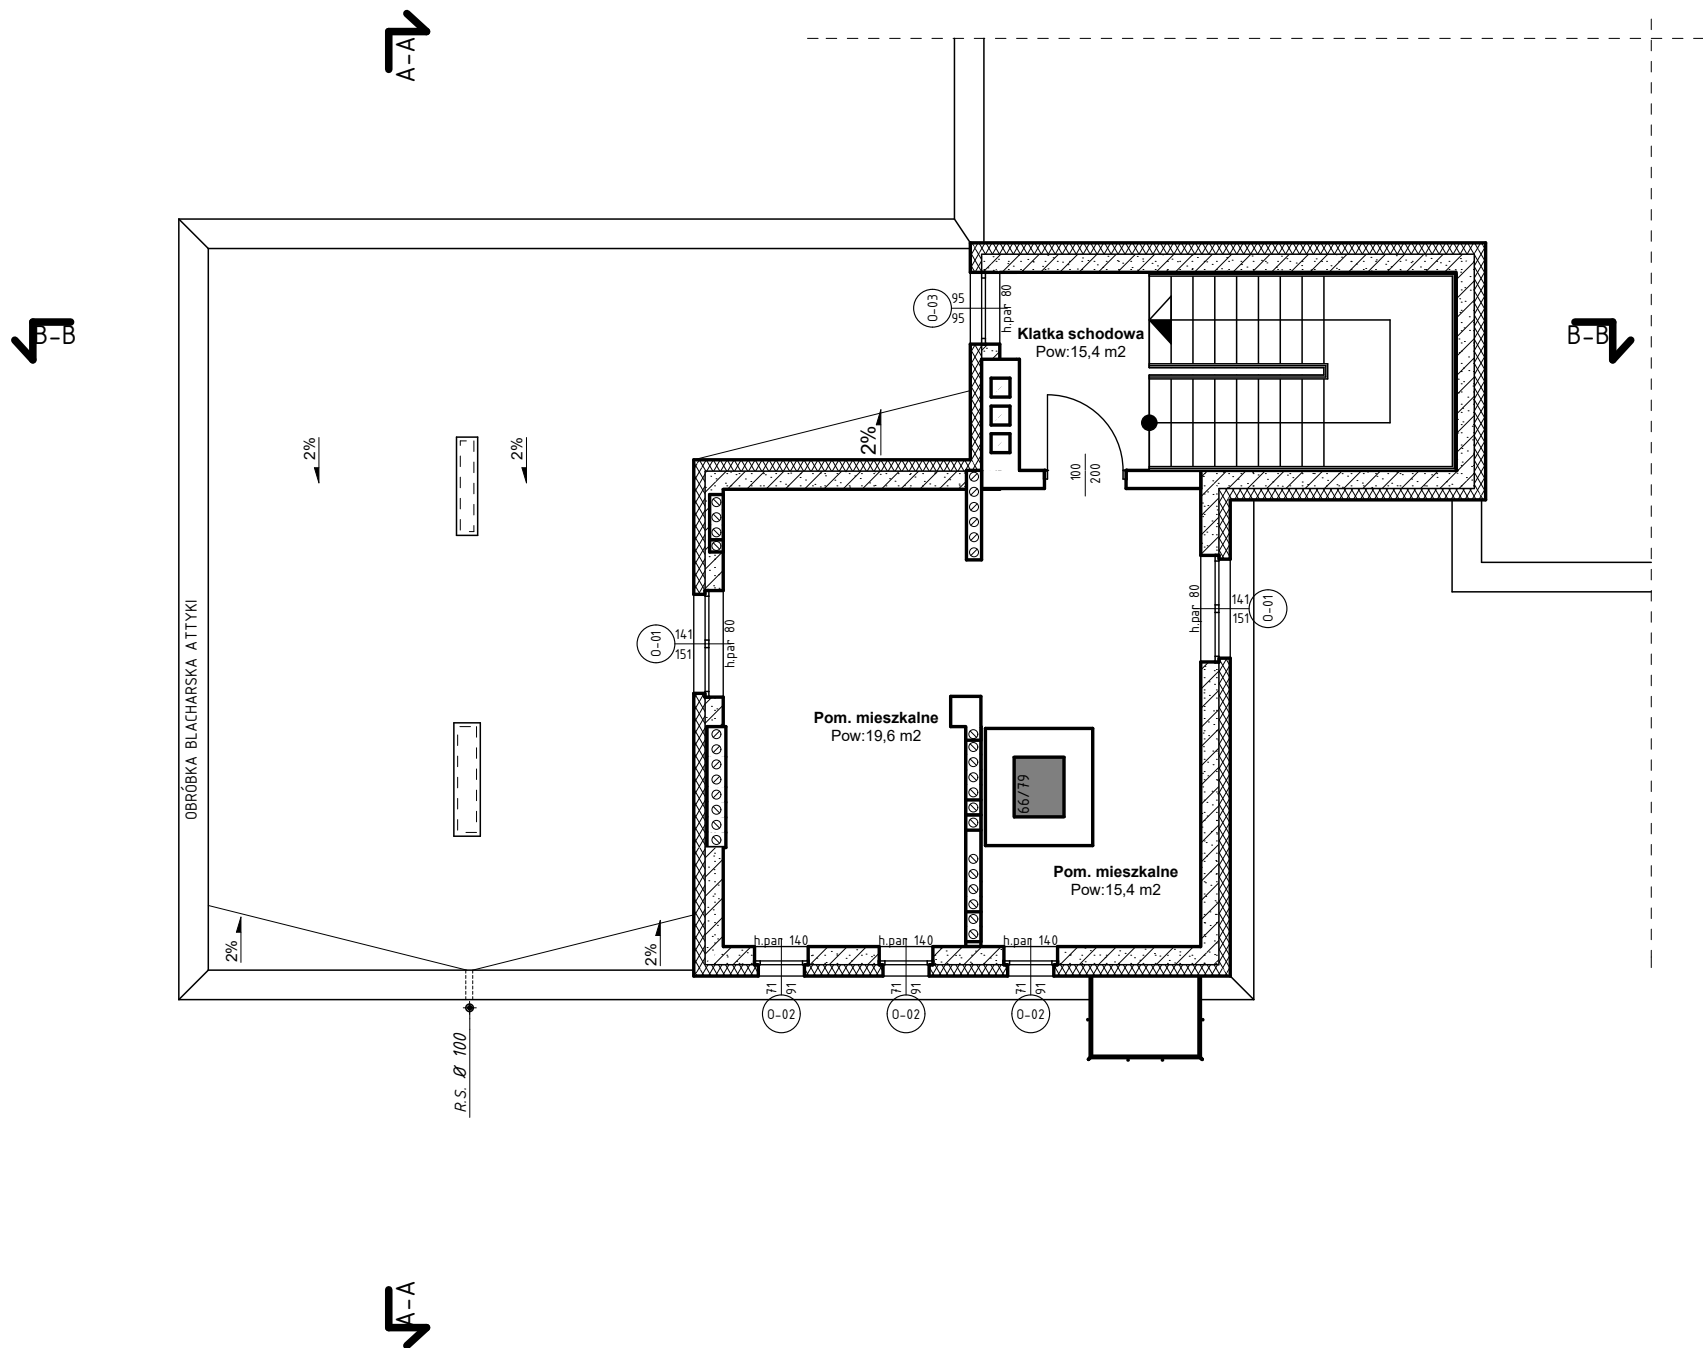 A-A
B-B
B-B
O-03
95
95
h.par 80
Klatka schodowa
Pow:15,4 m2
2%
2%
2%
100
200
OBRÓBKA BLACHARSKA ATTYKI
O-01
141
151
h.par 80
h.par 80
141
151
O-01
Pom. mieszkalne
Pow:19,6 m2
66/79
Pom. mieszkalne
Pow:15,4 m2
2%
2%
h.par 140
h.par 140
h.par 140
71
91
71
91
71
91
O-02
O-02
O-02
R.S. Ø 100
A-A